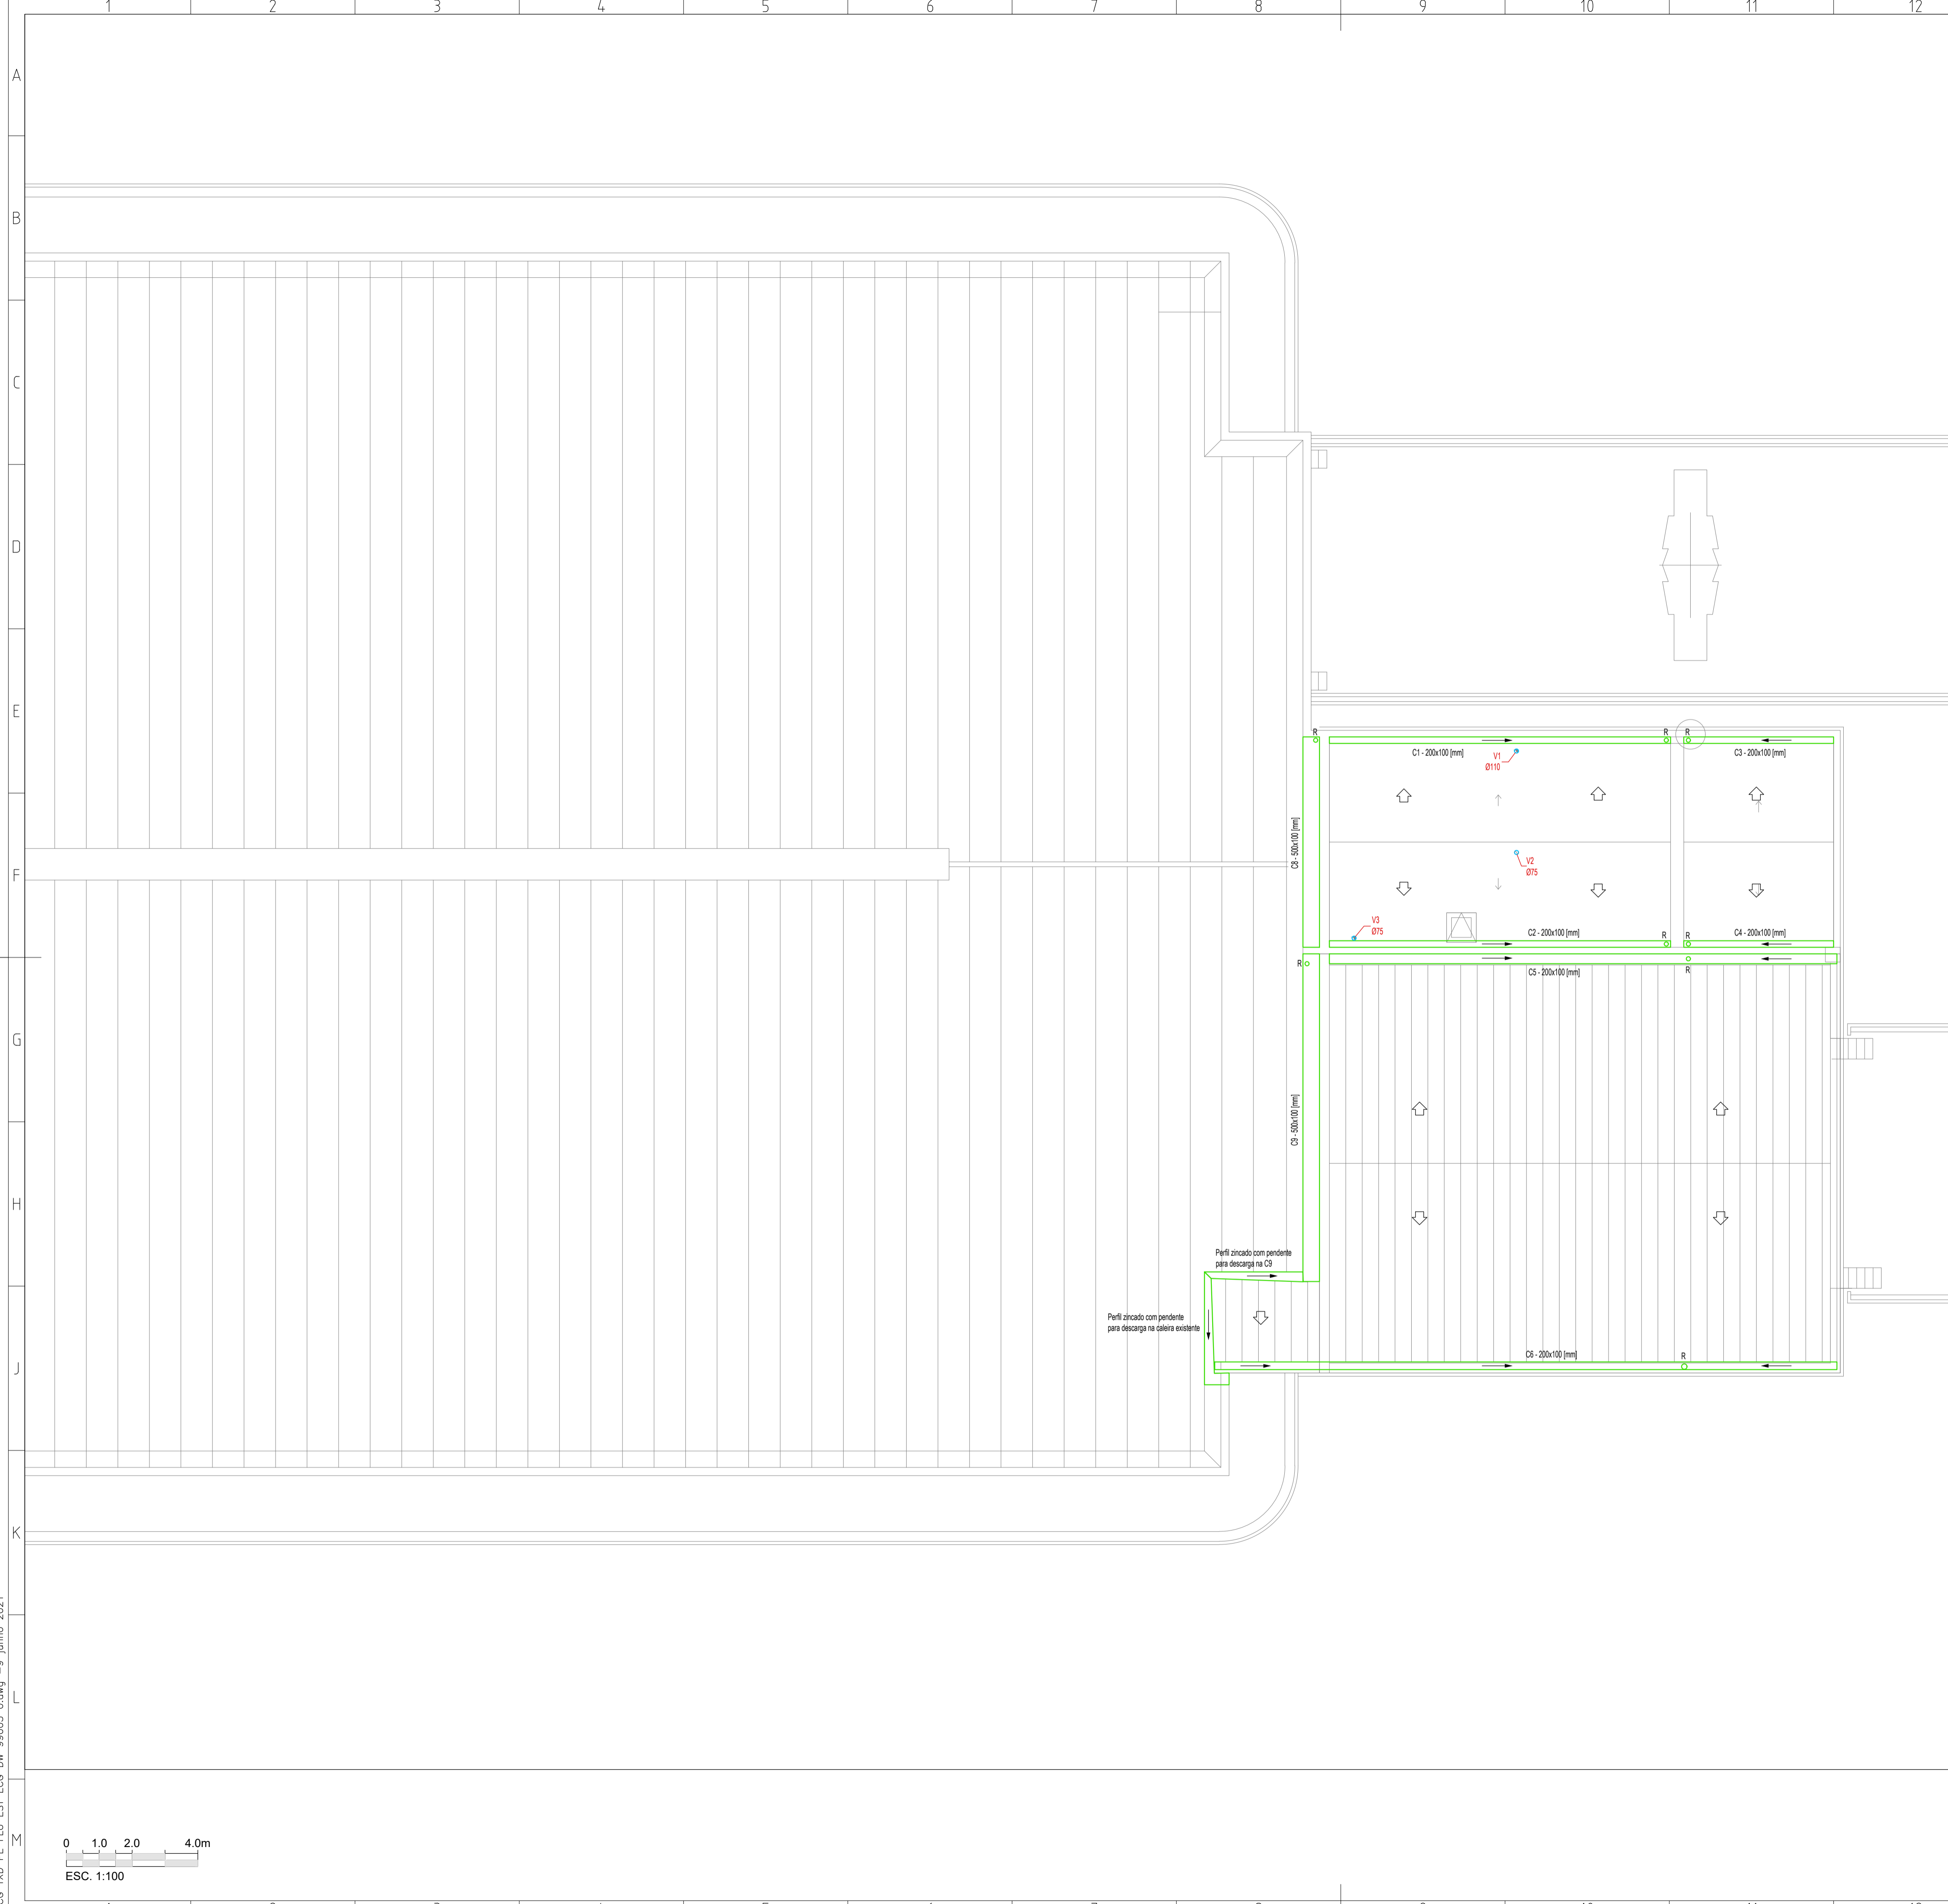 1 2 3 4 5 6 7 8 9 10 11 12
A
B
C
D
E
R
R
R
C1 - 200x100 [mm]
C3 - 200x100 [mm]
V1
Ø110
C8 - 500x100 [mm]
F
V2
Ø75
V3
Ø75
C2 - 200x100 [mm]
R
R
C4 - 200x100 [mm]
R
C5 - 200x100 [mm]
R
G
C9 - 500x100 [mm]
H
Perfil zincado com pendente
para descarga na C9
Perfil zincado com pendente
para descarga na caleira existente
C6 - 200x100 [mm]
R
J
K
L
M
0 1.0 2.0 4.0m
ESC. 1:100